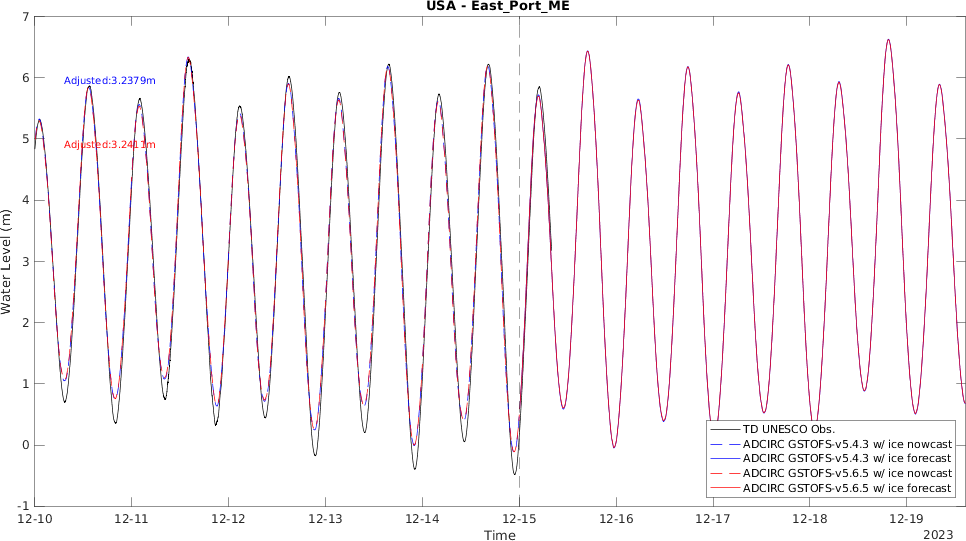 USA - East_Port_ME
7
6
5
4
3
2
1
0
-1
Water Level (m)
Adjusted:3.2379m
Adjusted:3.2411m
TD UNESCO Obs.
ADCIRC GSTOFS-v5.4.3 w/ ice nowcast
ADCIRC GSTOFS-v5.4.3 w/ ice forecast
ADCIRC GSTOFS-v5.6.5 w/ ice nowcast
ADCIRC GSTOFS-v5.6.5 w/ ice forecast
12-10 12-11 12-12 12-13 12-14 12-15 12-16 12-17 12-18 12-19
Time
2023